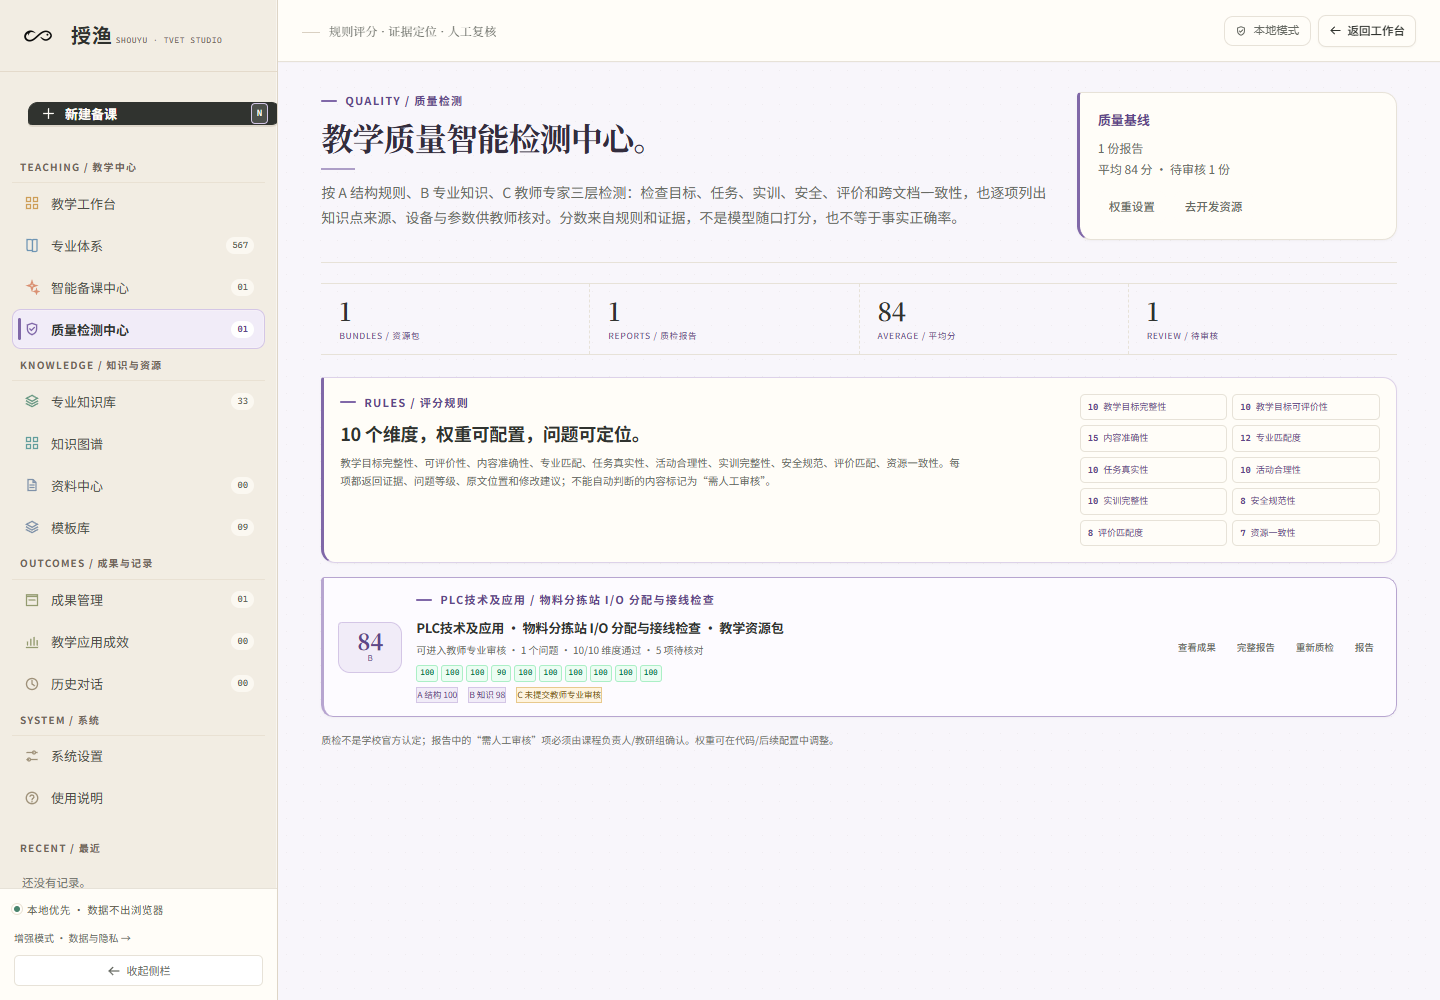 授渔 SHOUYU · TVET STUDIO
新建备课 N
TEACHING / 教学中心
教学工作台
专业体系 567
智能备课中心 01
质量检测中心 01
KNOWLEDGE / 知识与资源
专业知识库 33
知识图谱
资料中心 00
模板库 09
OUTCOMES / 成果与记录
成果管理 01
教学应用成效 00
历史对话 00
SYSTEM / 系统
系统设置
使用说明
RECENT / 最近
还没有记录。
本地优先 · 数据不出浏览器
增强模式 · 数据与隐私 →
← 收起侧栏
规则评分 · 证据定位 · 人工复核
本地模式
← 返回工作台
QUALITY / 质量检测
教学质量智能检测中心。
按 A 结构规则、B 专业知识、C 教师专家三层检测：检查目标、任务、实训、安全、评价和跨文档一致性，也逐项列出
知识点来源、设备与参数供教师核对。分数来自规则和证据，不是模型随口打分，也不等于事实正确率。
质量基线
1 份报告
平均 84 分 · 待审核 1 份
权重设置 去开发资源
1
BUNDLES / 资源包
1
REPORTS / 质检报告
84
AVERAGE / 平均分
1
REVIEW / 待审核
RULES / 评分规则
10 个维度，权重可配置，问题可定位。
教学目标完整性、可评价性、内容准确性、专业匹配、任务真实性、活动合理性、实训完整性、安全规范、评价匹配、资源一致性。每
项都返回证据、问题等级、原文位置和修改建议；不能自动判断的内容标记为“需人工审核”。
10 教学目标完整性
10 教学目标可评价性
15 内容准确性
12 专业匹配度
10 任务真实性
10 活动合理性
10 实训完整性
8 安全规范性
8 评价匹配度
7 资源一致性
84
B
PLC技术及应用 / 物料分拣站 I/O 分配与接线检查
PLC技术及应用 · 物料分拣站 I/O 分配与接线检查 · 教学资源包
可进入教师专业审核 · 1 个问题 · 10/10 维度通过 · 5 项待核对
100 100 100 90 100 100 100 100 100 100
A 结构 100 B 知识 98 C 未提交教师专业审核
查看成果 完整报告 重新质检 报告
质检不是学校官方认定；报告中的“需人工审核”项必须由课程负责人/教研组确认。权重可在代码/后续配置中调整。